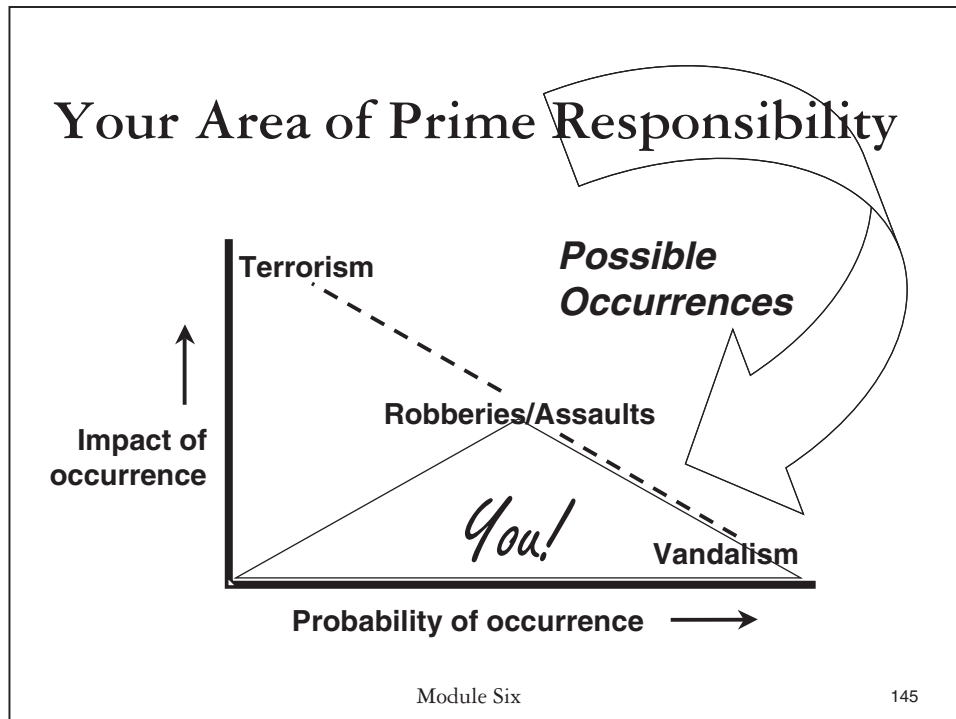 Your Area of Prime Responsibility
Terrorism
Possible
Occurrences
Robberies/Assaults
Impact of
occurrence
You!
Vandalism
Probability of occurrence
Module Six
145